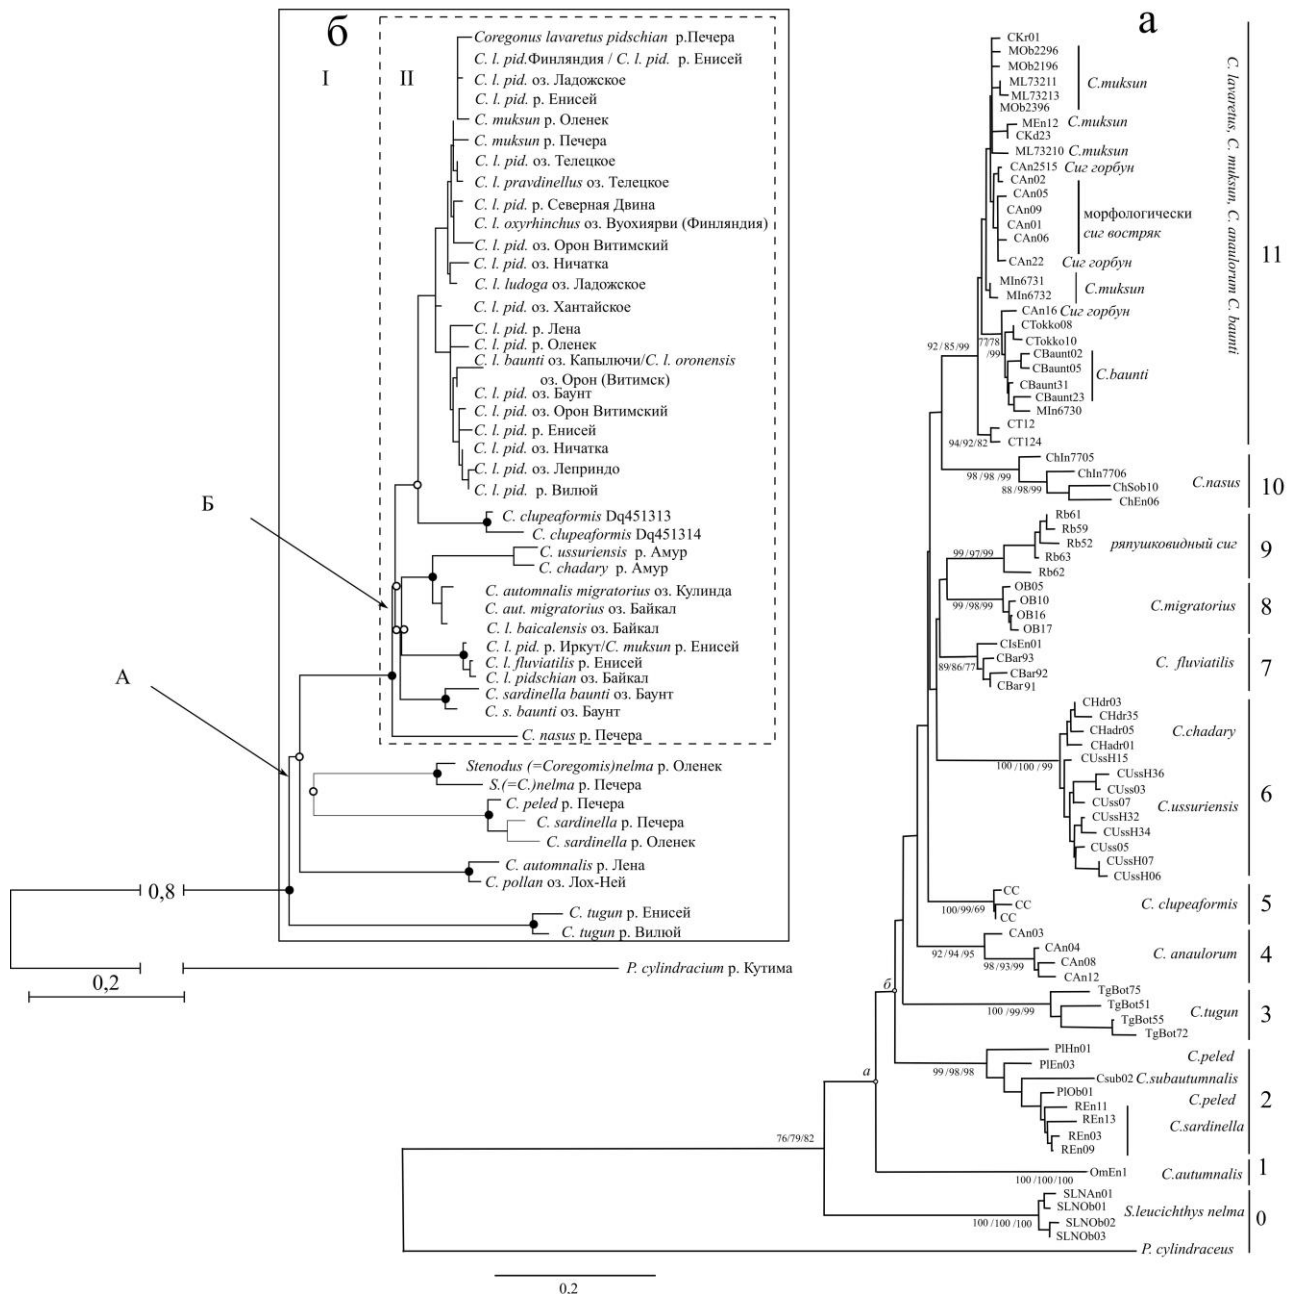 б
I
II
Coregonus lavaretus pidschian р.Печера
C. l. pid.Финляндия / C. l. pid. р. Енисей
C. l. pid. оз. Ладожское
C. l. pid. р. Енисей
C. muksun р. Оленек
C. muksun р. Печера
C. l. pid. оз. Телецкое
C. l. pravdinellus оз. Телецкое
C. l. pid. р. Северная Двина
C. l. oxyrhinchus оз. Вуохиярви (Финляндия)
C. l. pid. оз. Орон Витимский
C. l. pid. оз. Ничатка
C. l. ludoga оз. Ладожское
C. l. pid. оз. Хантайское
C. l. pid. р. Лена
C. l. pid. р. Оленек
C. l. baunti оз. Капылючи/C. l. oronensis
оз. Орон (Витимск)
C. l. pid. оз. Баунт
C. l. pid. оз. Орон Витимский
C. l. pid. р. Енисей
C. l. pid. оз. Ничатка
C. l. pid. оз. Леприндо
C. l. pid. р. Вилюй
C. clupeaformis Dq451313
C. clupeaformis Dq451314
C. ussuriensis р. Амур
C. chadary р. Амур
C. automnalis migratorius оз. Кулинда
C. aut. migratorius оз. Байкал
C. l. baicalensis оз. Байкал
C. l. pid. р. Иркут/C. muksun р. Енисей
C. l. fluviatilis р. Енисей
C. l. pidschian оз. Байкал
C. sardinella baunti оз. Баунт
C. s. baunti оз. Баунт
C. nasus р. Печера
Stenodus (=Coregomis)nelma р. Оленек
S.(=C.)nelma р. Печера
C. peled р. Печера
C. sardinella р. Печера
C. sardinella р. Оленек
C. automnalis р. Лена
C. pollan оз. Лох-Ней
C. tugun р. Енисей
C. tugun р. Вилюй
P. cylindracium р. Кутима
Б
А
0,8
0,2
а
CKr01
MOb2296
MOb2196
ML73211
ML73213
MOb2396
C.muksun
MEn12
CKd23
C.muksun
ML73210
C.muksun
CAn2515
Сиг горбун
CAn02
CAn05
CAn09
CAn01
CAn06
морфологически
сиг востряк
CAn22
Сиг горбун
MIn6731
MIn6732
C.muksun
CAn16
Сиг горбун
CTokko08
CTokko10
CBaunt02
CBaunt05
CBaunt31
CBaunt23
C.baunti
MIn6730
CT12
CT124
92/85/99
77/78
/99
94/92/82
C. lavaretus, C. muksun, C. anaulorum C. baunti
11
ChIn7705
ChIn7706
ChSob10
ChEn06
98/98/99
88/98/99
C.nasus
10
Rb61
Rb59
Rb52
Rb63
Rb62
99/97/99
ряпушковидный сиг
9
OB05
OB10
OB16
OB17
99/98/99
C.migratorius
8
CIsEn01
CBar93
CBar92
CBar91
89/86/77
C. fluviatilis
7
CHdr03
CHdr35
CHadr05
CHadr01
C.chadary
CUssH15
CUssH36
CUss03
CUss07
CUssH32
CUssH34
CUss05
CUssH07
CUssH06
100/100/99
C.ussuriensis
6
CC
CC
CC
100/99/69
C. clupeaformis
5
CAn03
CAn04
CAn08
CAn12
92/94/95
98/93/99
C. anaulorum
4
б
TgBot75
TgBot51
TgBot55
TgBot72
100/99/99
C.tugun
3
PlHn01
PlEn03
C.peled
Csub02
C.subautumnalis
PlOb01
C.peled
REn11
REn13
REn03
REn09
C.sardinella
99/98/98
2
а
76/79/82
OmEn1
100/100/100
C.autumnalis
1
SLNAn01
SLNOb01
SLNOb02
SLNOb03
100/100/100
S.leucichthys nelma
0
P. cylindraceus
0.2